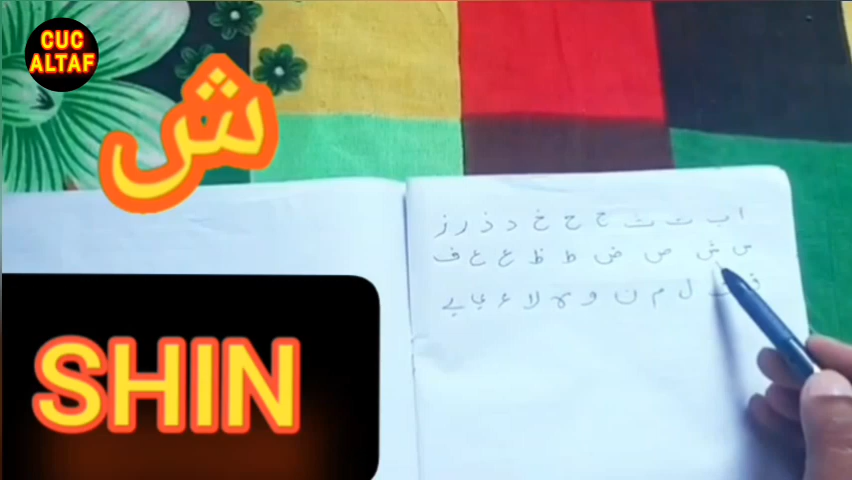 CUC
ALTAF
ش
SHIN
ا ب ت ث ج ح خ د ذ ر ز
س ش ص ض ط ظ ع غ ف
ق ل م ن و ه لا ء ي ے